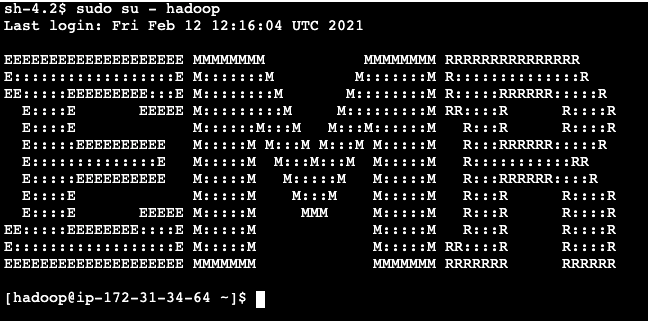 sh-4.2$ sudo su - hadoop
Last login: Fri Feb 12 12:16:04 UTC 2021

EEEEEEEEEEEEEEEEEEEE MMMMMMMM           MMMMMMMM RRRRRRRRRRRRRRR
E::::::::::::::::::E M:::::::M         M:::::::M R::::::::::::::R
EE:::::EEEEEEEEE:::E M::::::::M       M::::::::M R:::::RRRRRR:::::R
  E::::E       EEEEE M:::::::::M     M:::::::::M RR::::R      R::::R
  E::::E             M::::::M:::M   M:::M::::::M   R:::R      R::::R
  E:::::EEEEEEEEEE   M:::::M M:::M M:::M M:::::M   R:::RRRRRR:::::R
  E::::::::::::::E   M:::::M  M:::M:::M  M:::::M   R:::::::::::RR
  E:::::EEEEEEEEEE   M:::::M   M:::::M   M:::::M   R:::RRRRRR::::R
  E::::E             M:::::M    M:::M    M:::::M   R:::R      R::::R
  E::::E       EEEEE M:::::M     MMM     M:::::M   R:::R      R::::R
EE:::::EEEEEEEE::::E M:::::M             M:::::M   R:::R      R::::R
E::::::::::::::::::E M:::::M             M:::::M RR::::R      R::::R
EEEEEEEEEEEEEEEEEEEE MMMMMMM             MMMMMMM RRRRRRR      RRRRRR

[hadoop@ip-172-31-34-64 ~]$